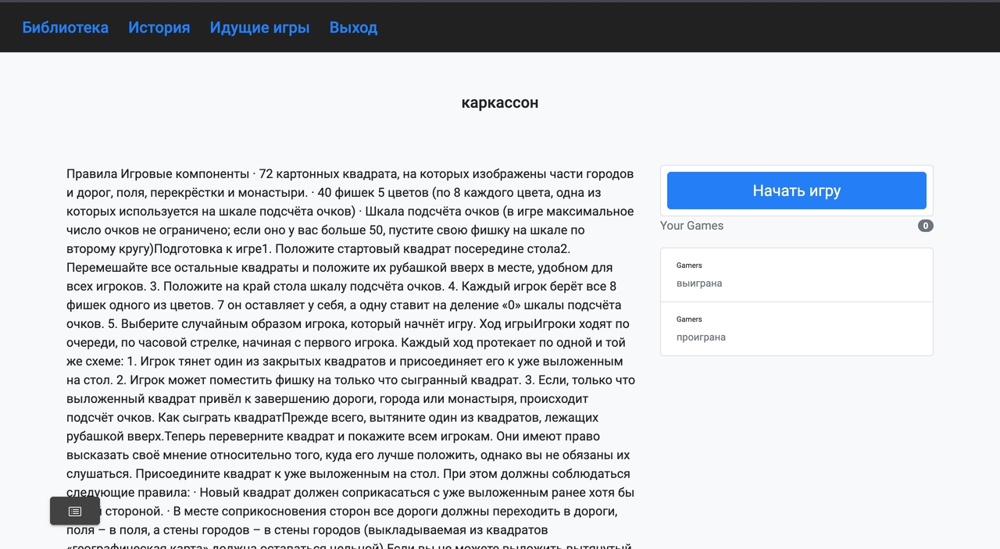 Библиотека История Идущие игры Выход
каркассон
Правила Игровые компоненты · 72 картонных квадрата, на которых изображены части городов
и дорог, поля, перекрёстки и монастыри. · 40 фишек 5 цветов (по 8 каждого цвета, одна из
которых используется на шкале подсчёта очков) · Шкала подсчёта очков (в игре максимальное
число очков не ограничено; если оно у вас больше 50, пустите свою фишку на шкале по
второму кругу)Подготовка к игре1. Положите стартовый квадрат посередине стола2.
Перемешайте все остальные квадраты и положите их рубашкой вверх в месте, удобном для
всех игроков. 3. Положите на край стола шкалу подсчёта очков. 4. Каждый игрок берёт все 8
фишек одного из цветов. 7 он оставляет у себя, а одну ставит на деление «0» шкалы подсчёта
очков. 5. Выберите случайным образом игрока, который начнёт игру. Ход игрыИгроки ходят по
очереди, по часовой стрелке, начиная с первого игрока. Каждый ход протекает по одной и той
же схеме: 1. Игрок тянет один из закрытых квадратов и присоединяет его к уже выложенным
на стол. 2. Игрок может поместить фишку на только что сыгранный квадрат. 3. Если, только что
выложенный квадрат привёл к завершению дороги, города или монастыря, происходит
подсчёт очков. Как сыграть квадратПрежде всего, вытяните один из квадратов, лежащих
рубашкой вверх.Теперь переверните квадрат и покажите всем игрокам. Они имеют право
высказать своё мнение относительно того, куда его лучше положить, однако вы не обязаны их
слушаться. Присоедините квадрат к уже выложенным на стол. При этом должны соблюдаться
следующие правила: · Новый квадрат должен соприкасаться с уже выложенным ранее хотя бы
стороной. · В месте соприкосновения сторон все дороги должны переходить в дороги,
поля – в поля, а стены городов – в стены городов (выкладываемая из квадратов
«географическая карта» должна оставаться цельной).Если вы не можете выложить вытянутый
Начать игру
Your Games 0
Gamers
выиграна
Gamers
проиграна